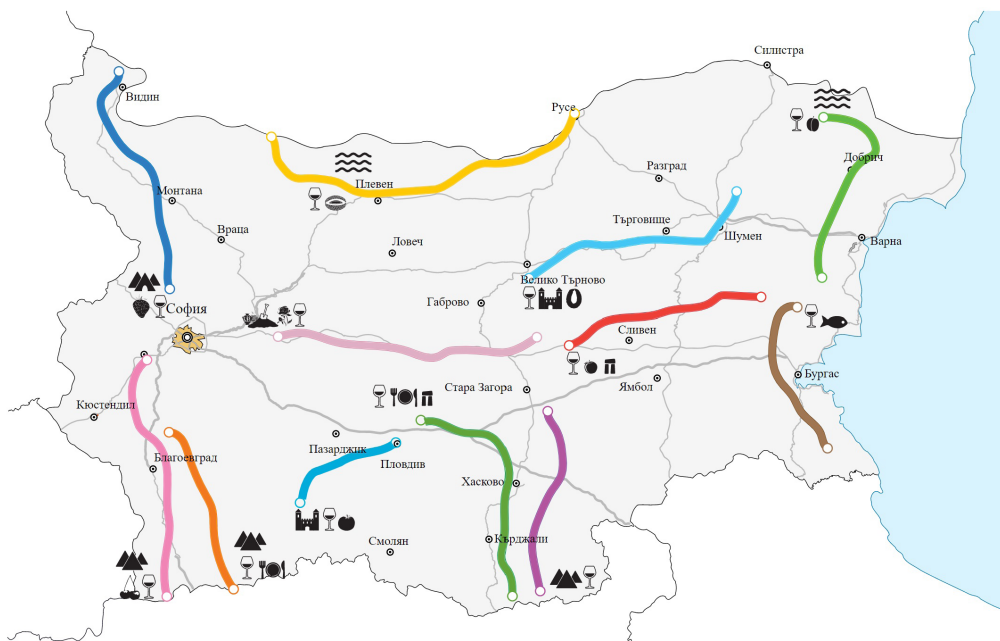 Силистра
Видин
Русе
Добрич
Разград
Плевен
Монтана
Търговище
Шумен
Варна
Враца
Ловеч
Велико Търново
Габрово
София
Сливен
Бургас
Стара Загора
Ямбол
Кюстендил
Пазарджик
Благоевград
Пловдив
Хасково
Смолян
Кърджали